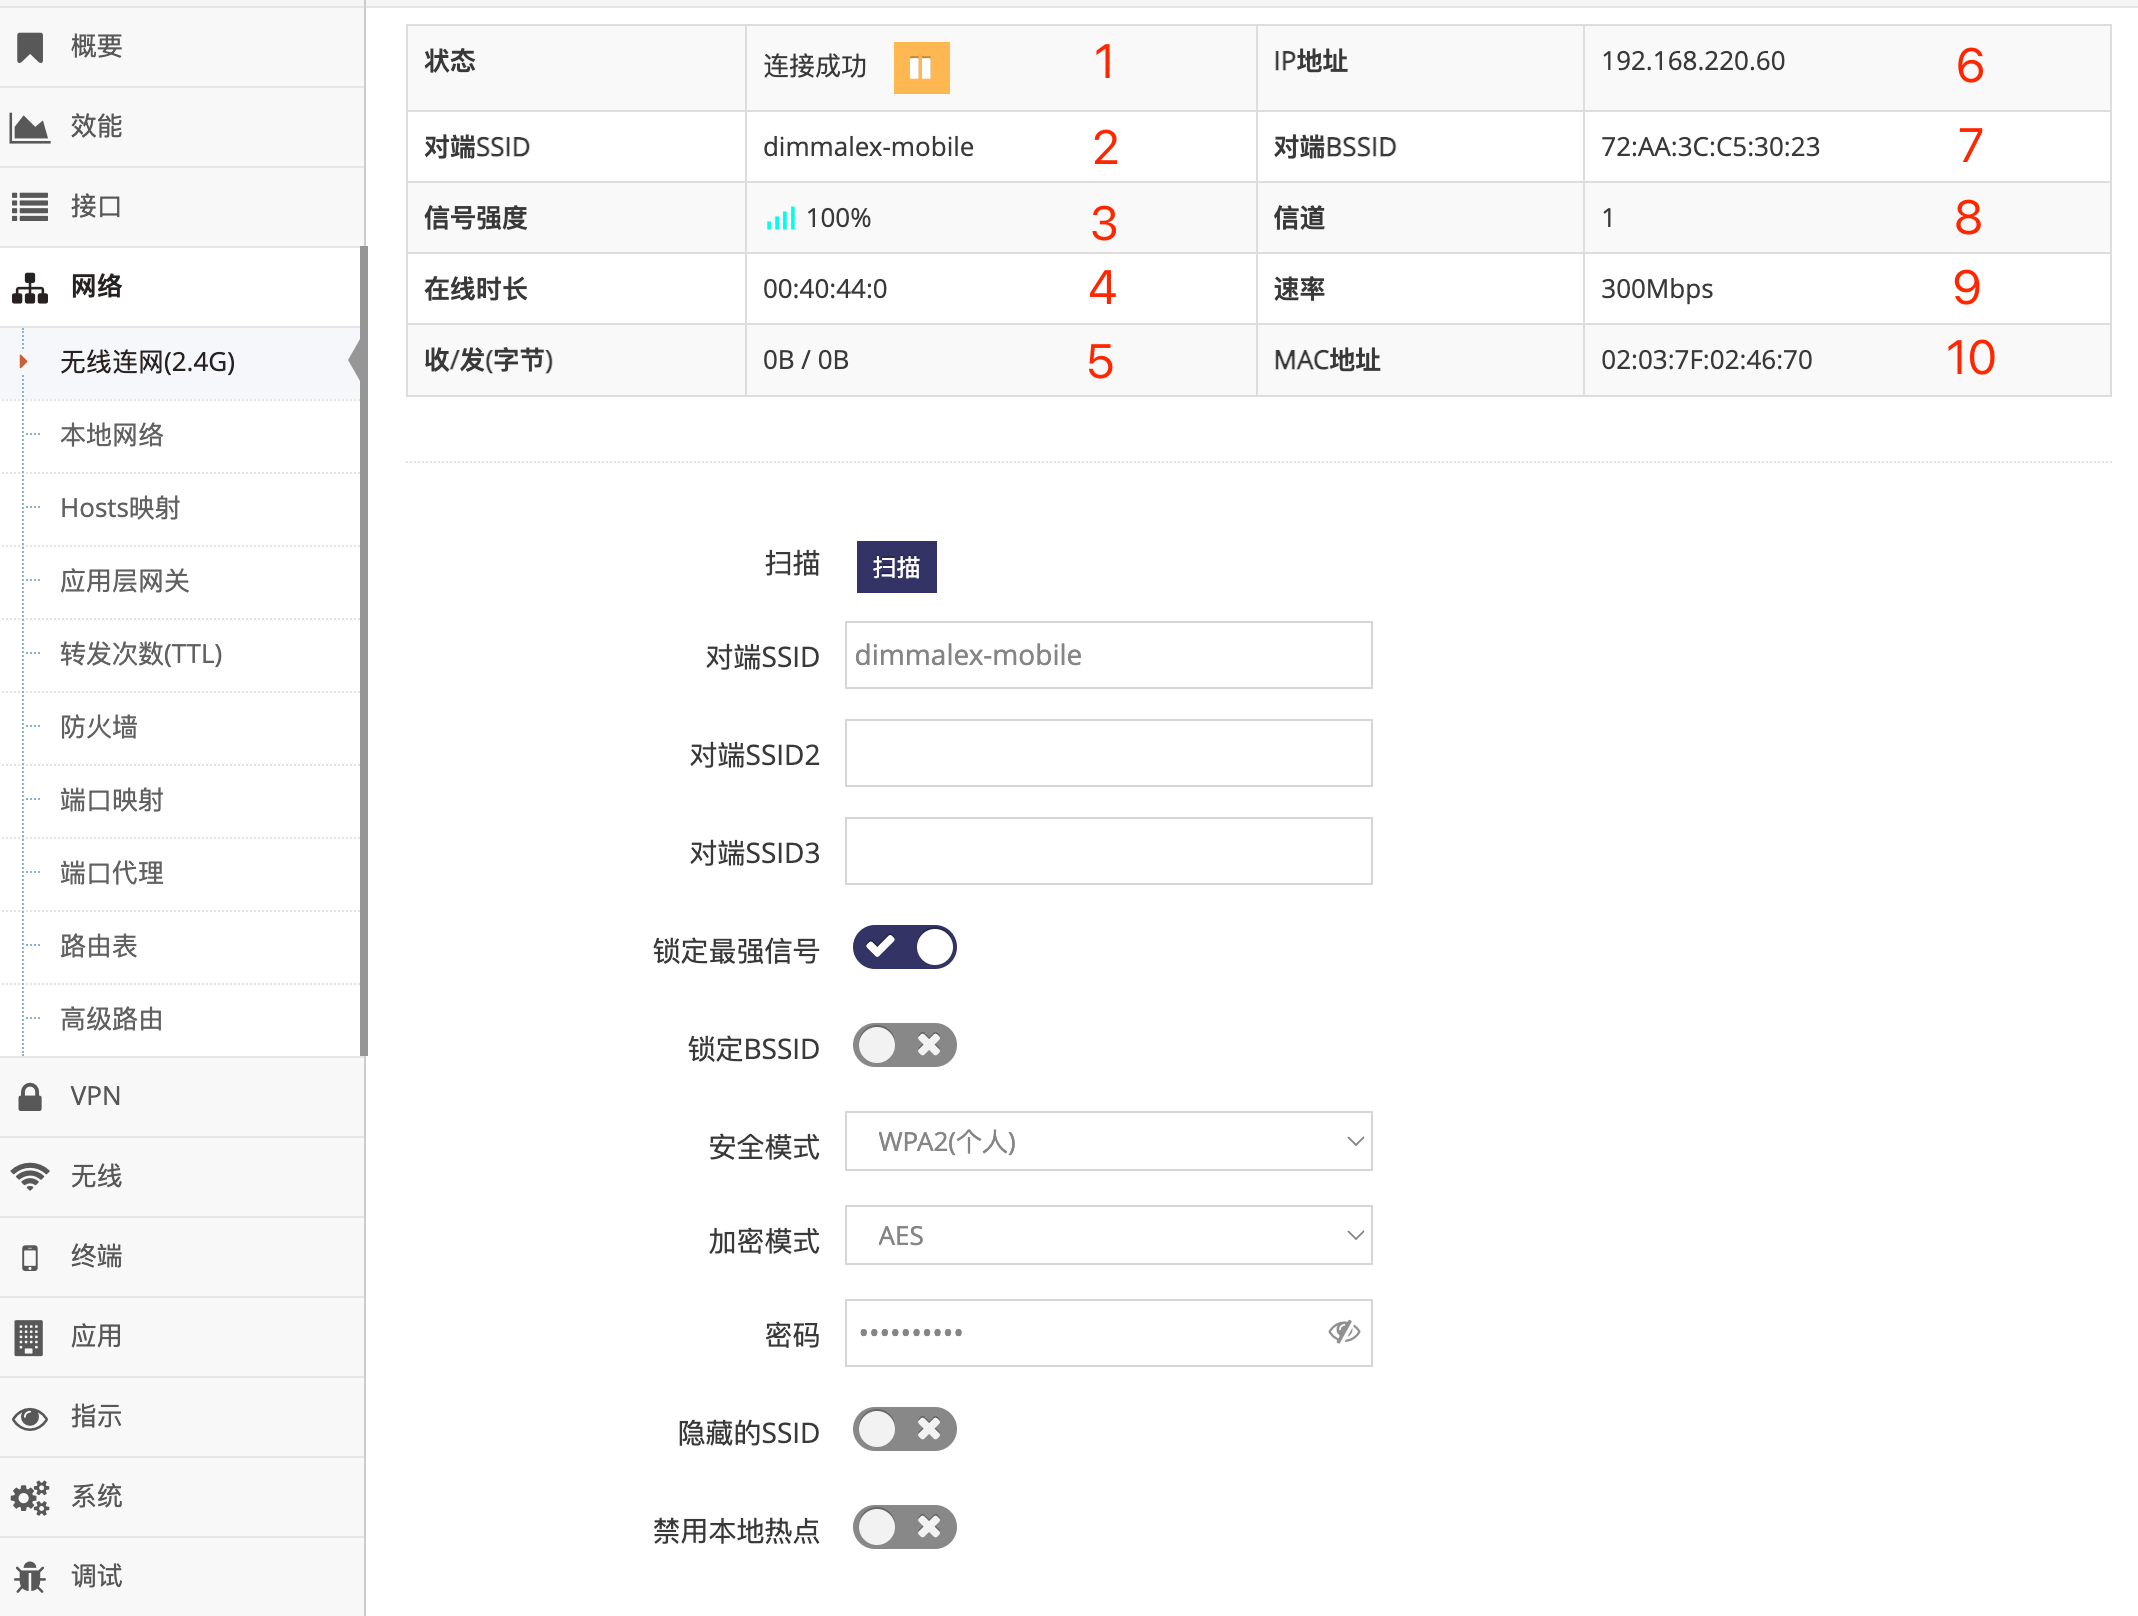 概要
效能
接口
网络
无线连网(2.4G)
本地网络
Hosts映射
应用层网关
转发次数(TTL)
防火墙
端口映射
端口代理
路由表
高级路由
VPN
无线
终端
应用
指示
系统
调试
状态 连接成功 1 IP地址 192.168.220.60 6
对端SSID dimmalex-mobile 2 对端BSSID 72:AA:3C:C5:30:23 7
信号强度 100% 3 信道 1 8
在线时长 00:40:44:0 4 速率 300Mbps 9
收/发(字节) 0B / 0B 5 MAC地址 02:03:7F:02:46:70 10
扫描 扫描
对端SSID dimmalex-mobile
对端SSID2
对端SSID3
锁定最强信号
锁定BSSID
安全模式 WPA2(个人)
加密模式 AES
密码 ••••••••••
隐藏的SSID
禁用本地热点